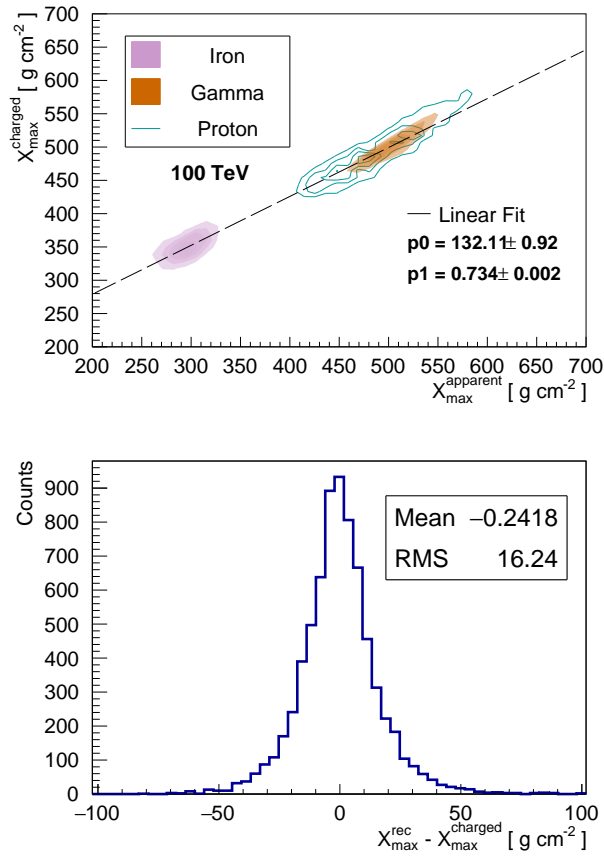 700
650
600
550
500
450
400
350
300
250
200
X_max^charged [ g cm-2]
Iron
Gamma
Proton
100 TeV
Linear Fit
p0 = 132.11± 0.92
p1 = 0.734± 0.002
200 250 300 350 400 450 500 550 600 650 700
X_max^apparent [ g cm-2]
Counts
900
800
700
600
500
400
300
200
100
0
Mean −0.2418
RMS 16.24
−100 −50 0 50 100
X_max^rec - X_max^charged [ g cm-2]